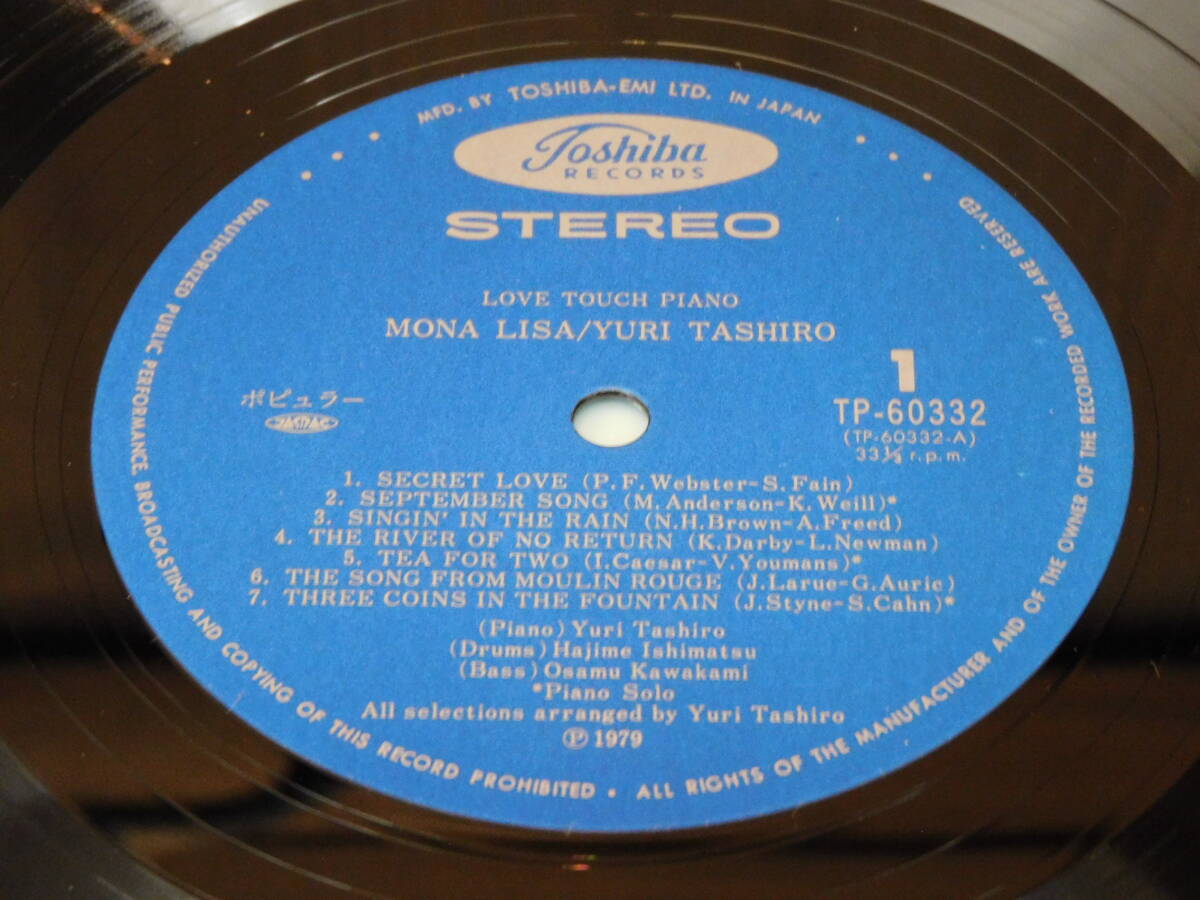 MFD. BY TOSHIBA-EMI LTD. IN JAPAN
Toshiba
RECORDS
STEREO
LOVE TOUCH PIANO
MONA LISA/YURI TASHIRO
1
ポピュラー
JASRAC
TP-60332
(TP-60332-A)
33⅓ r.p.m.
1. SECRET LOVE (P.F.Webster-S.Fain)
2. SEPTEMBER SONG (M.Anderson-K.Weill)*
3. SINGIN' IN THE RAIN (N.H.Brown-A.Freed)
4. THE RIVER OF NO RETURN (K.Darby-L.Newman)
5. TEA FOR TWO (I.Caesar-V.Youmans)*
6. THE SONG FROM MOULIN ROUGE (J.Larue-G.Auric)
7. THREE COINS IN THE FOUNTAIN (J.Styne-S.Cahn)*
(Piano) Yuri Tashiro
(Drums) Hajime Ishimatsu
(Bass) Osamu Kawakami
*Piano Solo
All selections arranged by Yuri Tashiro
Ⓟ 1979
UNAUTHORIZED PUBLIC PERFORMANCE, BROADCASTING AND COPYING OF THIS RECORD PROHIBITED • ALL RIGHTS OF THE MANUFACTURER AND OF THE OWNER OF THE RECORDED WORK ARE RESERVED